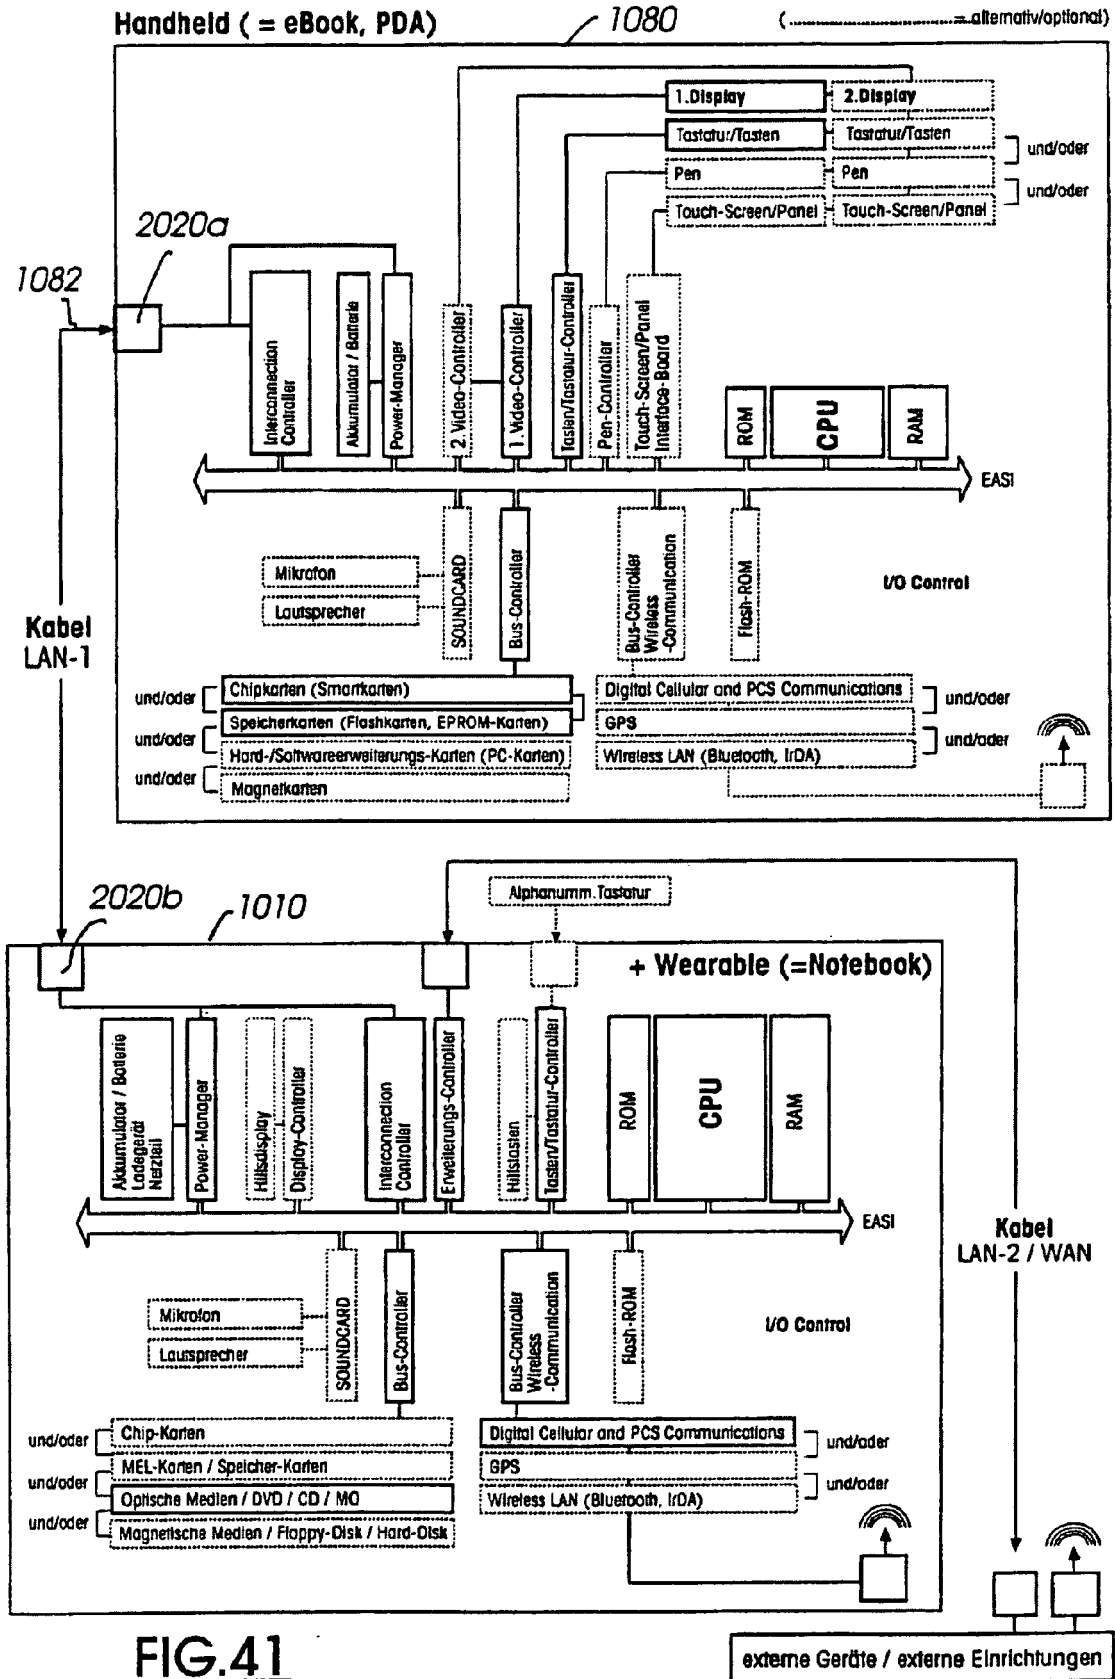 Handheld ( = eBook, PDA)
1080
( .................... = alternativ/optional)
1.Display
2.Display
Tastatur/Tasten
Tastatur/Tasten
und/oder
Pen
Pen
und/oder
Touch-Screen/Panel
Touch-Screen/Panel
2020a
1082
Interconnection
Controller
Akkumulator / Batterie
Power-Manager
2. Video-Controller
1.Video-Controller
Tasten/Tastatur-Controller
Pen-Controller
Touch-Screen/Panel
Interface-Board
ROM
CPU
RAM
EASI
Mikrofon
Lautsprecher
SOUNDCARD
Bus-Controller
Bus-Controller
Wireless
-Communication
Flash-ROM
I/O Control
Kabel
LAN-1
und/oder
Chipkarten (Smartkarten)
Digital Cellular and PCS Communications
und/oder
Speicherkarten (Flashkarten, EPROM-Karten)
GPS
und/oder
Hard-/Softwareerweiterungs-Karten (PC-Karten)
Wireless LAN (Bluetooth, IrDA)
und/oder
und/oder
Magnetkarten
2020b
1010
Alphanumm.Tastatur
+ Wearable (=Notebook)
Akkumulator / Batterie
Ladegerät
Netzteil
Power-Manager
Hilfsdisplay
Display-Controller
Interconnection
Controller
Erweiterungs-Controller
Hilfstasten
Tasten/Tastatur-Controller
ROM
CPU
RAM
EASI
Kabel
LAN-2 / WAN
Mikrofon
Lautsprecher
SOUNDCARD
Bus-Controller
Bus-Controller
Wireless
-Communication
Flash-ROM
I/O Control
und/oder
Chip-Karten
Digital Cellular and PCS Communications
und/oder
und/oder
MEL-Karten / Speicher-Karten
GPS
und/oder
Optische Medien / DVD / CD / MO
Wireless LAN (Bluetooth, IrDA)
und/oder
Magnetische Medien / Floppy-Disk / Hard-Disk
FIG.41
externe Geräte / externe Einrichtungen